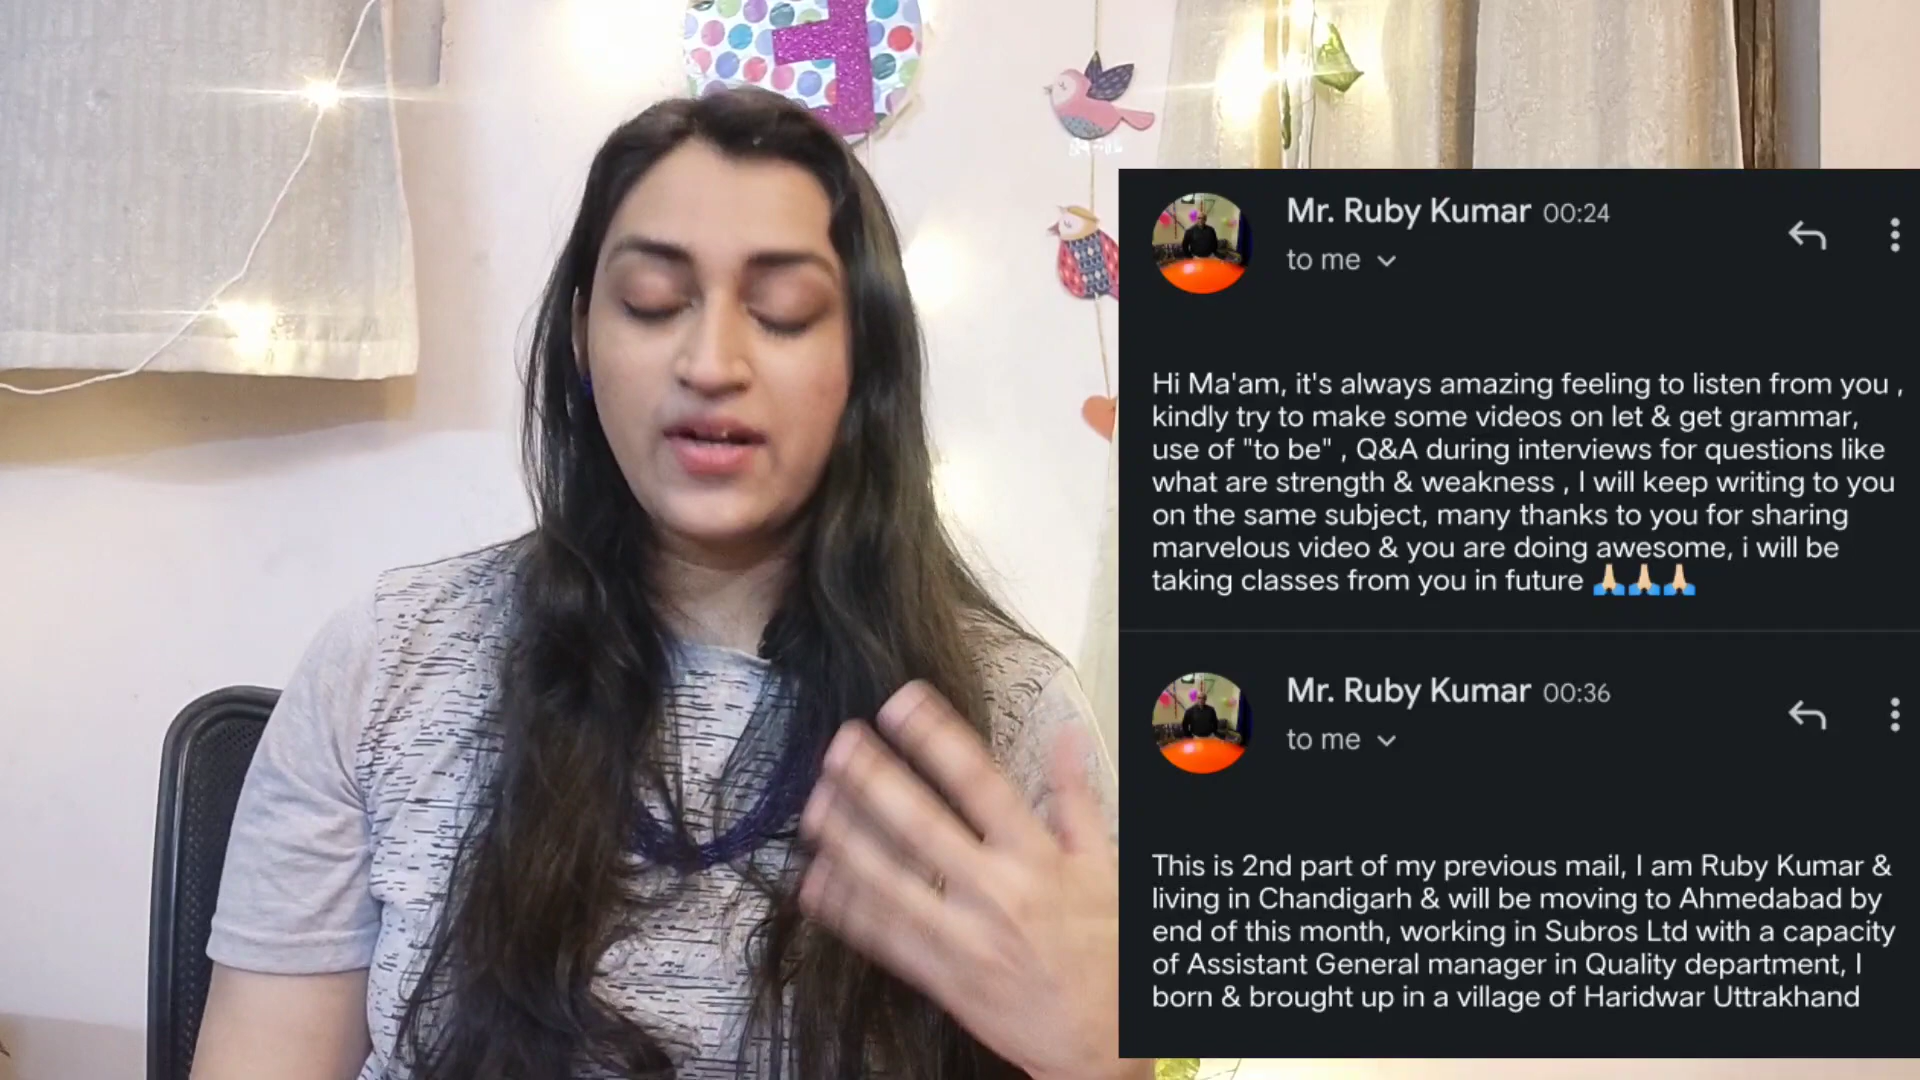 Mr. Ruby Kumar 00:24
to me
Hi Ma'am, it's always amazing feeling to listen from you ,
kindly try to make some videos on let & get grammar,
use of "to be" , Q&A during interviews for questions like
what are strength & weakness , I will keep writing to you
on the same subject, many thanks to you for sharing
marvelous video & you are doing awesome, i will be
taking classes from you in future 🙏🏻🙏🏻🙏🏻
Mr. Ruby Kumar 00:36
to me
This is 2nd part of my previous mail, I am Ruby Kumar &
living in Chandigarh & will be moving to Ahmedabad by
end of this month, working in Subros Ltd with a capacity
of Assistant General manager in Quality department, I
born & brought up in a village of Haridwar Uttrakhand